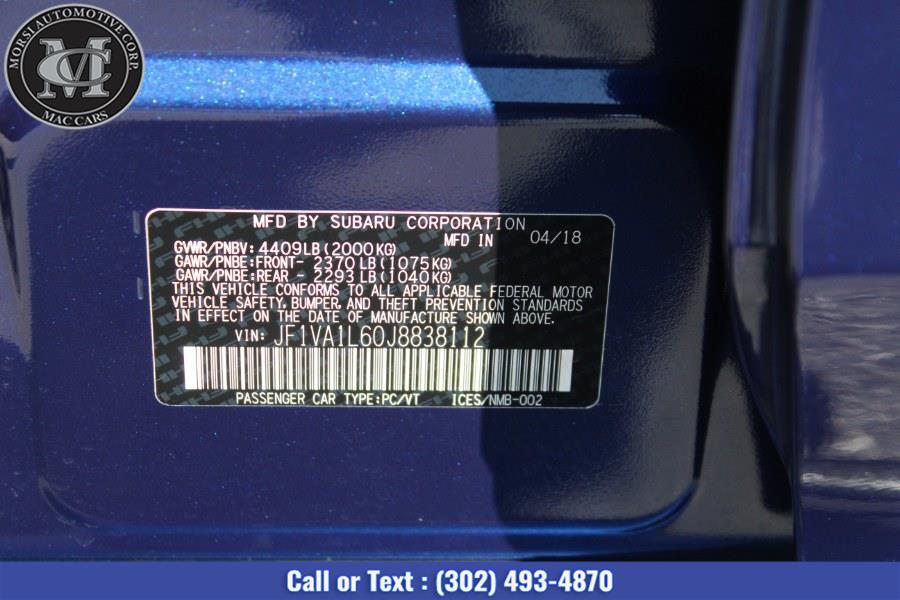 MORSI AUTOMOTIVE CORP.
MC
MAC CARS
MFD BY SUBARU CORPORATION
MFD IN 04/18
GVWR/PNBV: 4409LB(2000KG)
GAWR/PNBE:FRONT- 2370LB(1075KG)
GAWR/PNBE:REAR - 2293LB(1040KG)
THIS VEHICLE CONFORMS TO ALL APPLICABLE FEDERAL MOTOR
VEHICLE SAFETY, BUMPER, AND THEFT PREVENTION STANDARDS
IN EFFECT ON THE DATE OF MANUFACTURE SHOWN ABOVE.
VIN: JF1VA1L60J8838112
PASSENGER CAR TYPE:PC/VT ICES/NMB-002
Call or Text : (302) 493-4870